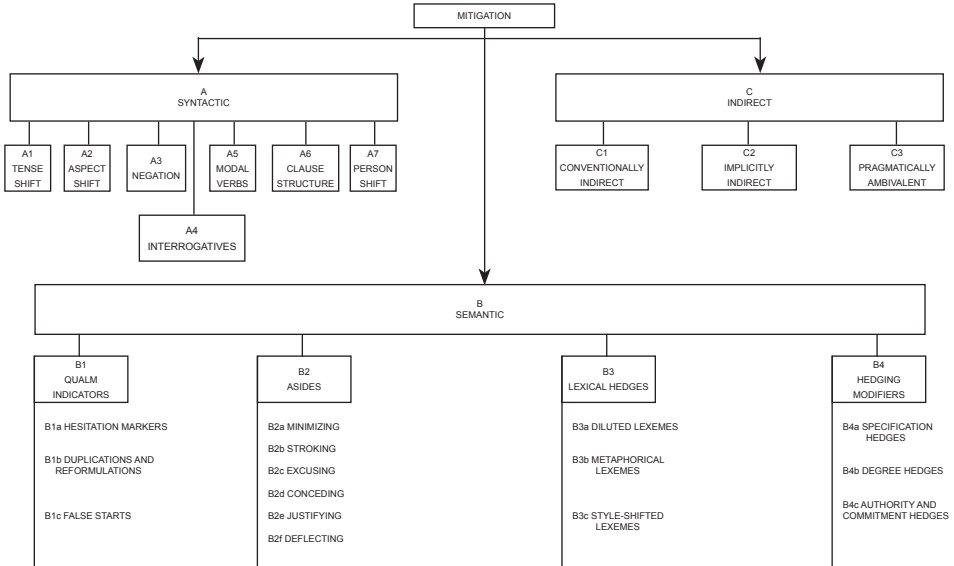 MITIGATION
A
SYNTACTIC
A1
TENSE
SHIFT
A2
ASPECT
SHIFT
A3
NEGATION
A4
INTERROGATIVES
A5
MODAL
VERBS
A6
CLAUSE
STRUCTURE
A7
PERSON
SHIFT
C
INDIRECT
C1
CONVENTIONALLY
INDIRECT
C2
IMPLICITLY
INDIRECT
C3
PRAGMATICALLY
AMBIVALENT
B
SEMANTIC
B1
QUALM
INDICATORS
B1a HESITATION MARKERS
B1b DUPLICATIONS AND
REFORMULATIONS
B1c FALSE STARTS
B2
ASIDES
B2a MINIMIZING
B2b STROKING
B2c EXCUSING
B2d CONCEDING
B2e JUSTIFYING
B2f DEFLECTING
B3
LEXICAL HEDGES
B3a DILUTED LEXEMES
B3b METAPHORICAL
LEXEMES
B3c STYLE-SHIFTED
LEXEMES
B4
HEDGING
MODIFIERS
B4a SPECIFICATION
HEDGES
B4b DEGREE HEDGES
B4c AUTHORITY AND
COMMITMENT HEDGES